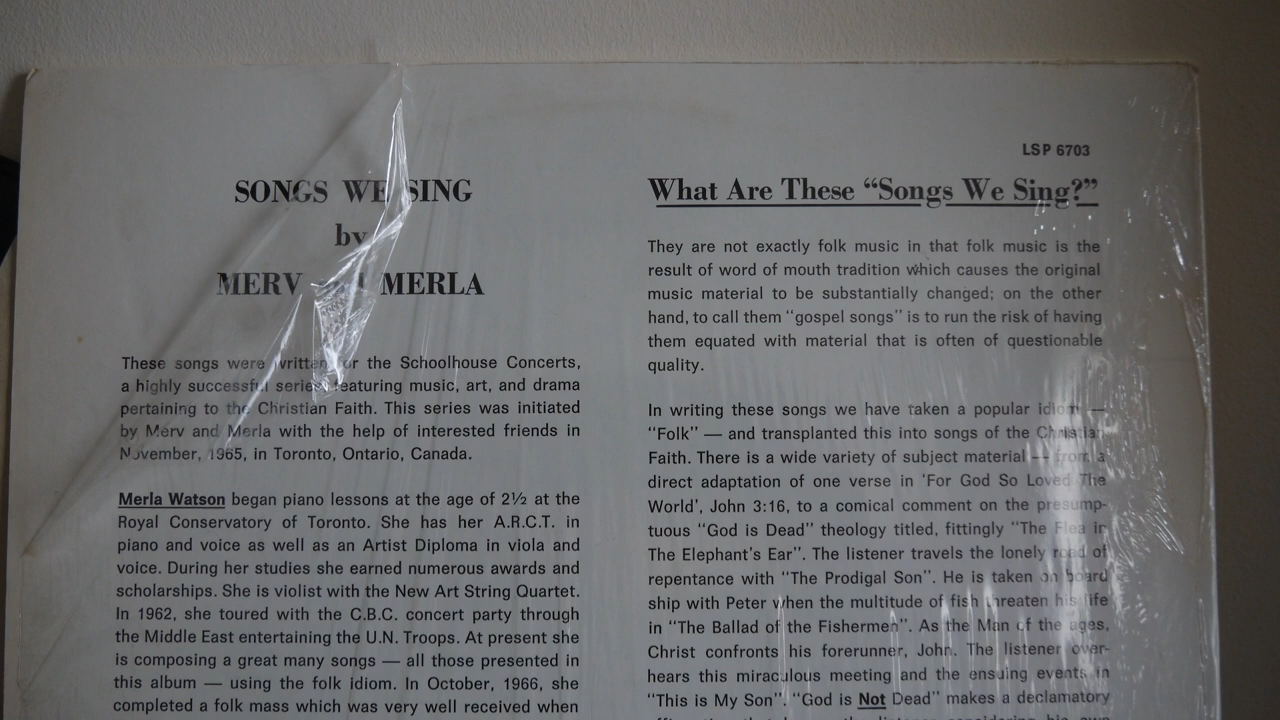 SONGS WE SING
by
MERV MERLA
These songs were written for the Schoolhouse Concerts,
a highly successful series featuring music, art, and drama
pertaining to the Christian Faith. This series was initiated
by Merv and Merla with the help of interested friends in
November, 1965, in Toronto, Ontario, Canada.
Merla Watson began piano lessons at the age of 2½ at the
Royal Conservatory of Toronto. She has her A.R.C.T. in
piano and voice as well as an Artist Diploma in viola and
voice. During her studies she earned numerous awards and
scholarships. She is violist with the New Art String Quartet.
In 1962, she toured with the C.B.C. concert party through
the Middle East entertaining the U.N. Troops. At present she
is composing a great many songs — all those presented in
this album — using the folk idiom. In October, 1966, she
completed a folk mass which was very well received when
LSP 6703
What Are These “Songs We Sing?”
They are not exactly folk music in that folk music is the
result of word of mouth tradition which causes the original
music material to be substantially changed; on the other
hand, to call them “gospel songs” is to run the risk of having
them equated with material that is often of questionable
quality.
In writing these songs we have taken a popular idiom —
“Folk” — and transplanted this into songs of the Christian
Faith. There is a wide variety of subject material — from a
direct adaptation of one verse in ‘For God So Loved The
World’, John 3:16, to a comical comment on the presump-
tuous “God is Dead” theology titled, fittingly “The Flea in
The Elephant’s Ear”. The listener travels the lonely road of
repentance with “The Prodigal Son”. He is taken on board
ship with Peter when the multitude of fish threaten his life
in “The Ballad of the Fishermen”. As the Man of the ages,
Christ confronts his forerunner, John. The listener over-
hears this miraculous meeting and the ensuing events in
“This is My Son”. “God is Not Dead” makes a declamatory